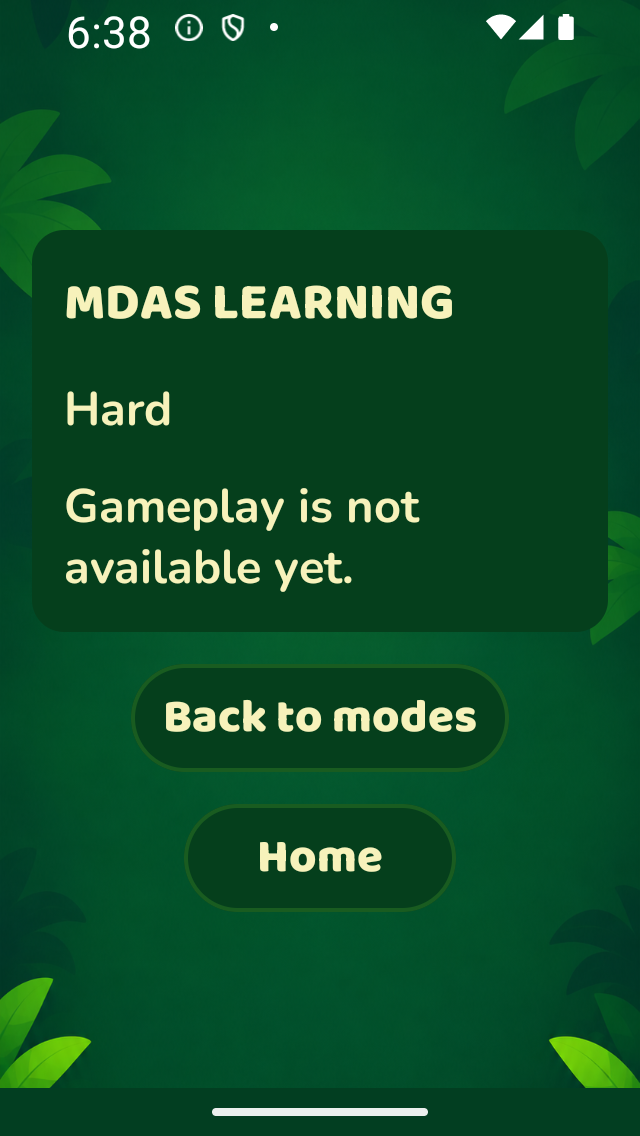 6:38
MDAS LEARNING
Hard
Gameplay is not
available yet.
Back to modes
Home